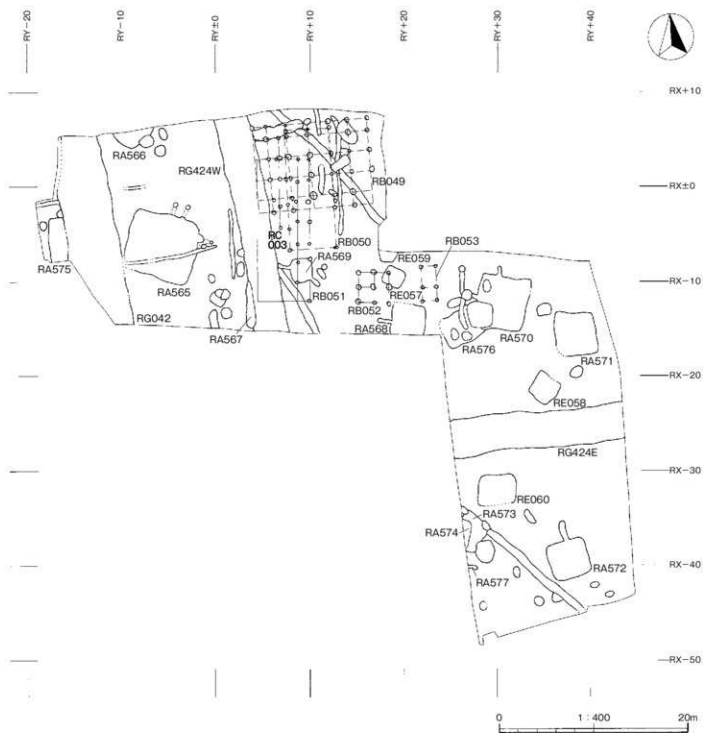 RY−20
RY−10
RY±0
RY+10
RY+20
RY+30
RY+40
RX+10
RA566
RG424W
RB049
RX±0
RC
003
RB050
RE059
RB053
RA575
RA565
RA569
RX−10
RB051
RE057
RB052
RG042
RA568
RA570
RA567
RA576
RA571
RX−20
RE058
RG424E
RX−30
RE060
RA573
RA574
RA572
RX−40
RA577
RX−50
0
1:400
20m